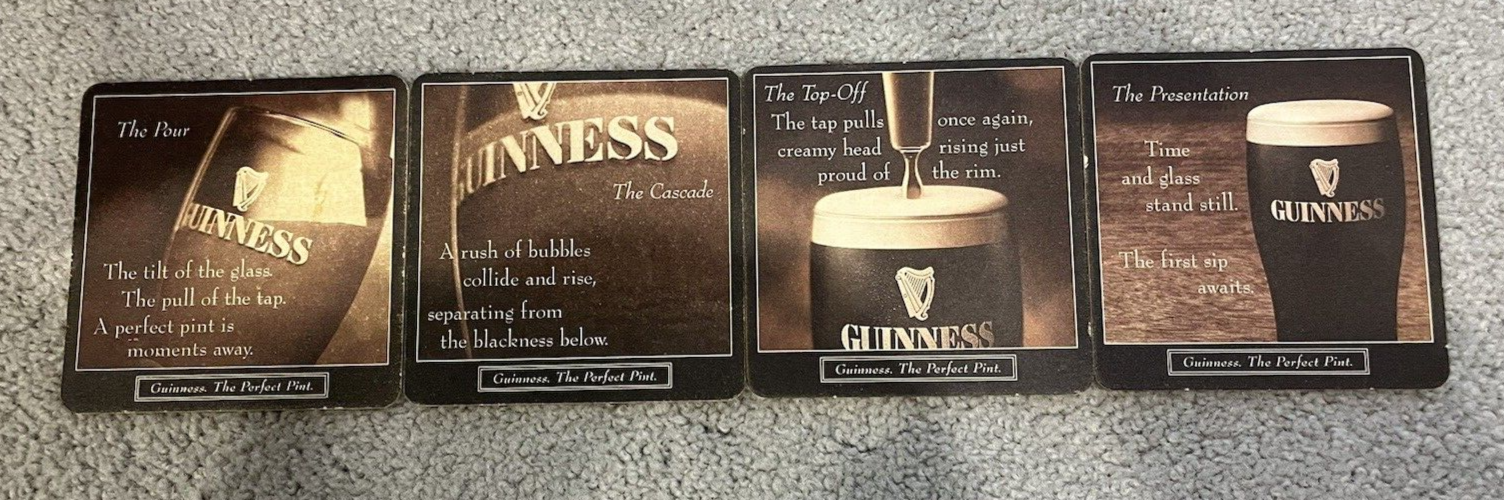 The Pour
GUINNESS
The tilt of the glass.
The pull of the tap.
A perfect pint is
moments away.
Guinness. The Perfect Pint.
GUINNESS
The Cascade
A rush of bubbles
collide and rise,
separating from
the blackness below.
Guinness. The Perfect Pint.
The Top-Off
The tap pulls once again,
creamy head rising just
proud of the rim.
GUINNESS
Guinness. The Perfect Pint.
The Presentation
Time
and glass
stand still.
GUINNESS
The first sip
awaits.
Guinness. The Perfect Pint.